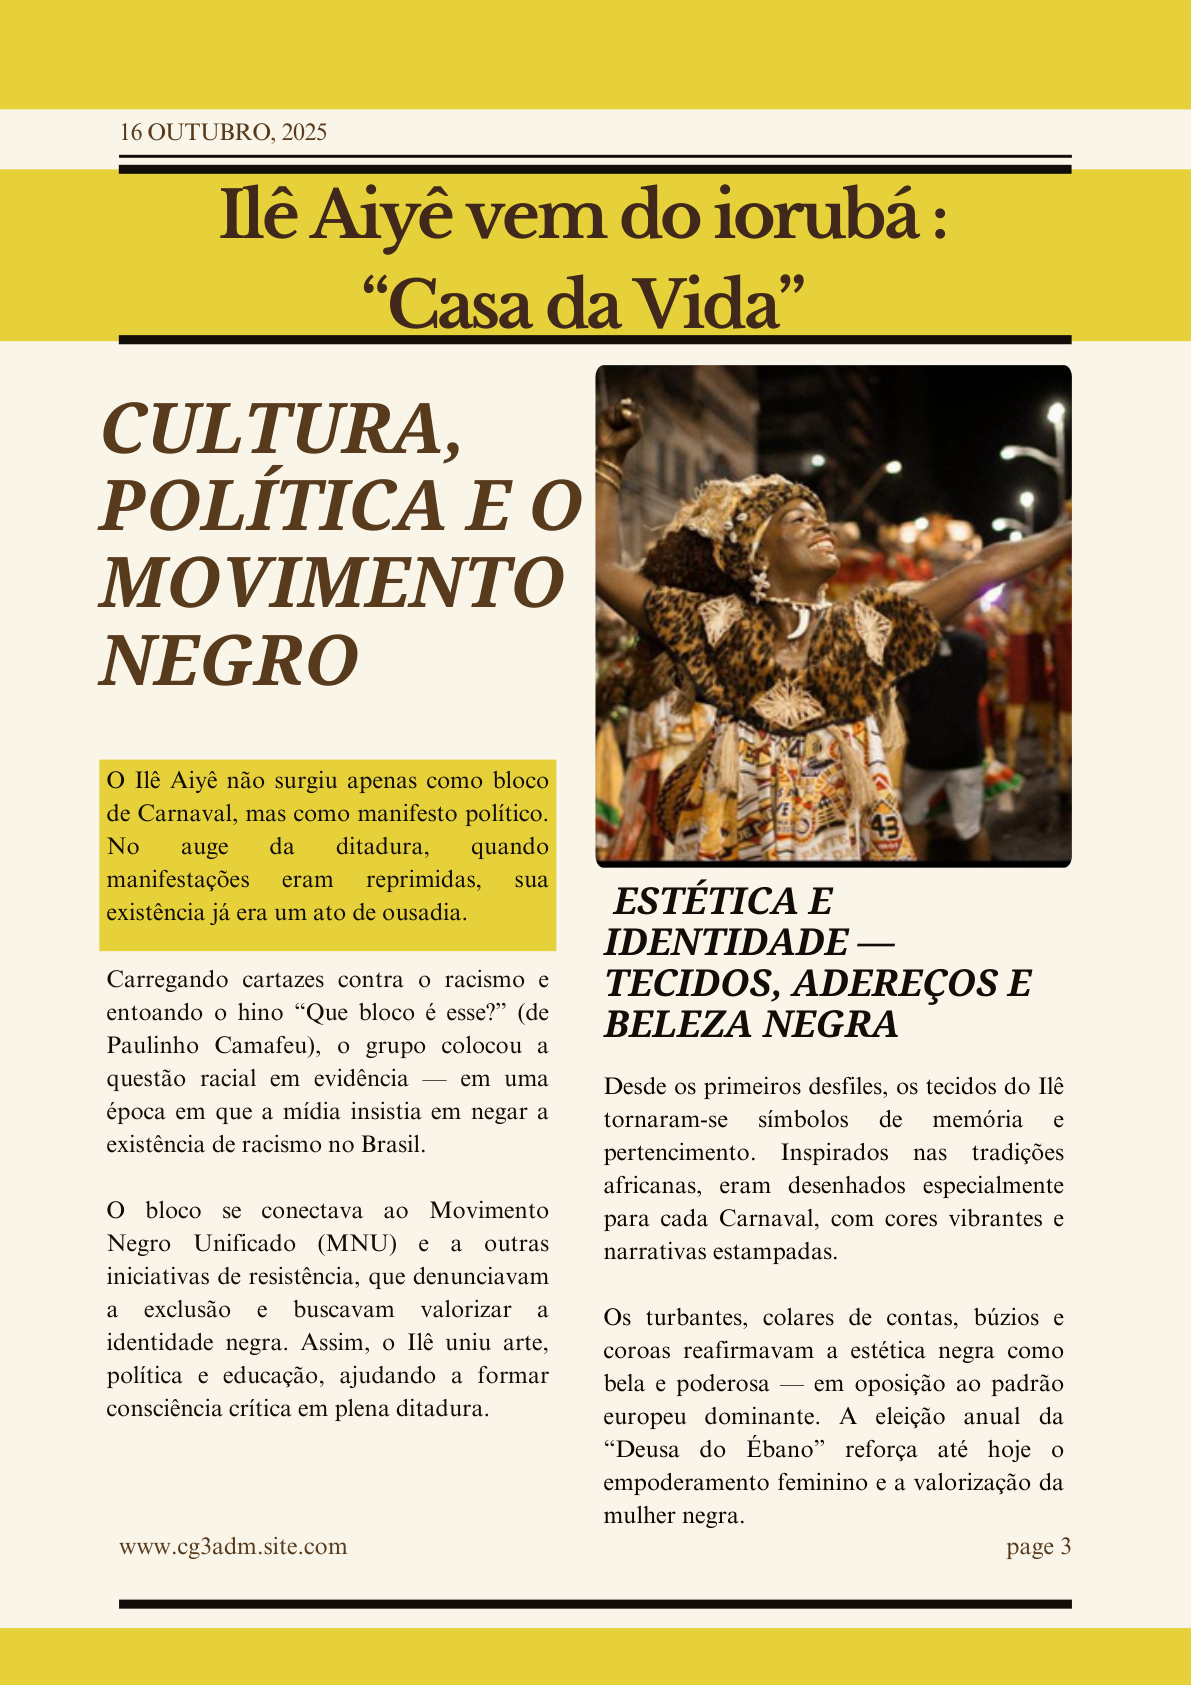 16 OUTUBRO, 2025
Ilê Aiyê vem do iorubá :
“Casa da Vida”
CULTURA,
POLÍTICA E O
MOVIMENTO
NEGRO
O Ilê Aiyê não surgiu apenas como bloco
de Carnaval, mas como manifesto político.
No auge da ditadura, quando
manifestações eram reprimidas, sua
existência já era um ato de ousadia.
Carregando cartazes contra o racismo e
entoando o hino “Que bloco é esse?” (de
Paulinho Camafeu), o grupo colocou a
questão racial em evidência — em uma
época em que a mídia insistia em negar a
existência de racismo no Brasil.
O bloco se conectava ao Movimento
Negro Unificado (MNU) e a outras
iniciativas de resistência, que denunciavam
a exclusão e buscavam valorizar a
identidade negra. Assim, o Ilê uniu arte,
política e educação, ajudando a formar
consciência crítica em plena ditadura.
43
ESTÉTICA E
IDENTIDADE —
TECIDOS, ADEREÇOS E
BELEZA NEGRA
Desde os primeiros desfiles, os tecidos do Ilê
tornaram-se símbolos de memória e
pertencimento. Inspirados nas tradições
africanas, eram desenhados especialmente
para cada Carnaval, com cores vibrantes e
narrativas estampadas.
Os turbantes, colares de contas, búzios e
coroas reafirmavam a estética negra como
bela e poderosa — em oposição ao padrão
europeu dominante. A eleição anual da
“Deusa do Ébano” reforça até hoje o
empoderamento feminino e a valorização da
mulher negra.
www.cg3adm.site.com
page 3